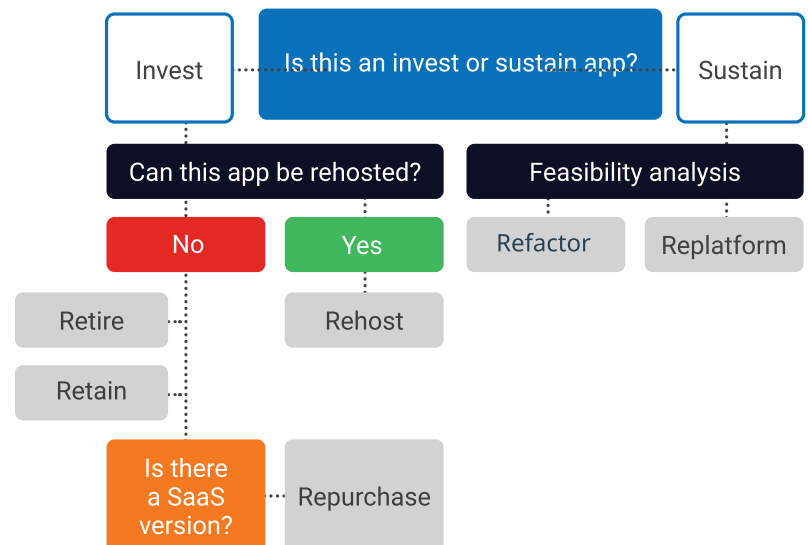 Invest
Is this an invest or sustain app?
Sustain
Can this app be rehosted?
Feasibility analysis
No
Yes
Refactor
Replatform
Retire
Rehost
Retain
Is there
a SaaS
version?
Repurchase